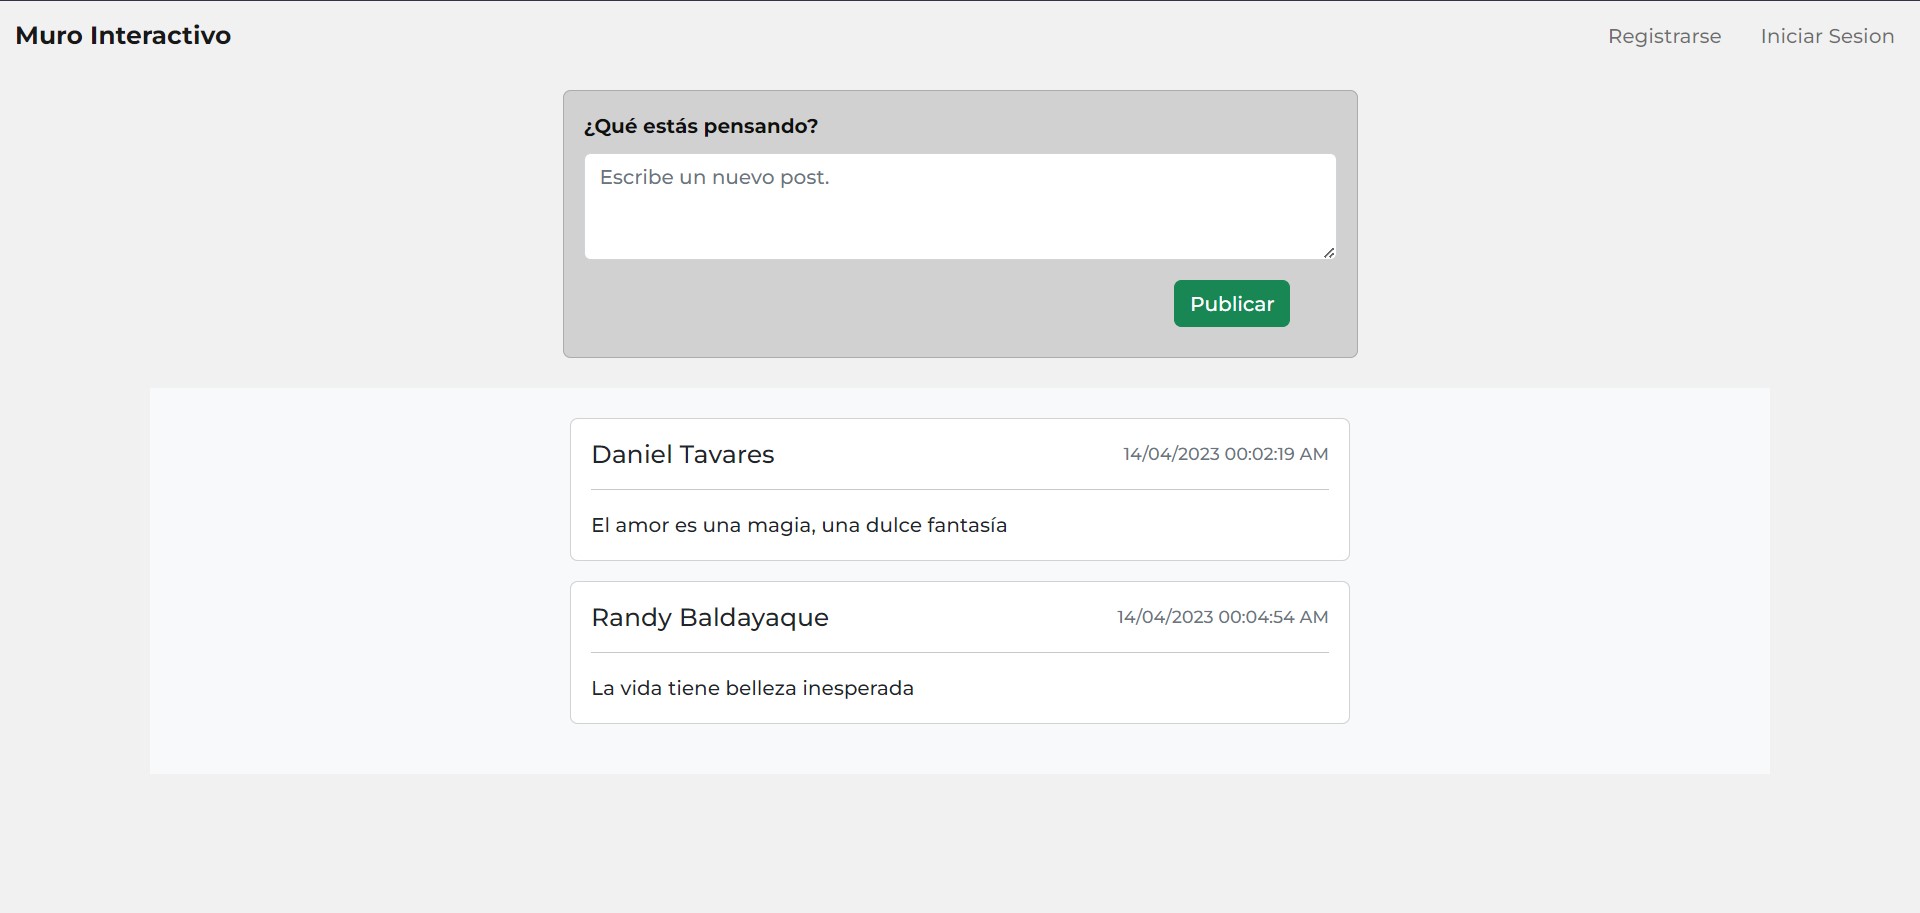 Muro Interactivo
Registrarse
Iniciar Sesion
¿Qué estás pensando?
Escribe un nuevo post.
Publicar
Daniel Tavares
14/04/2023 00:02:19 AM
El amor es una magia, una dulce fantasía
Randy Baldayaque
14/04/2023 00:04:54 AM
La vida tiene belleza inesperada